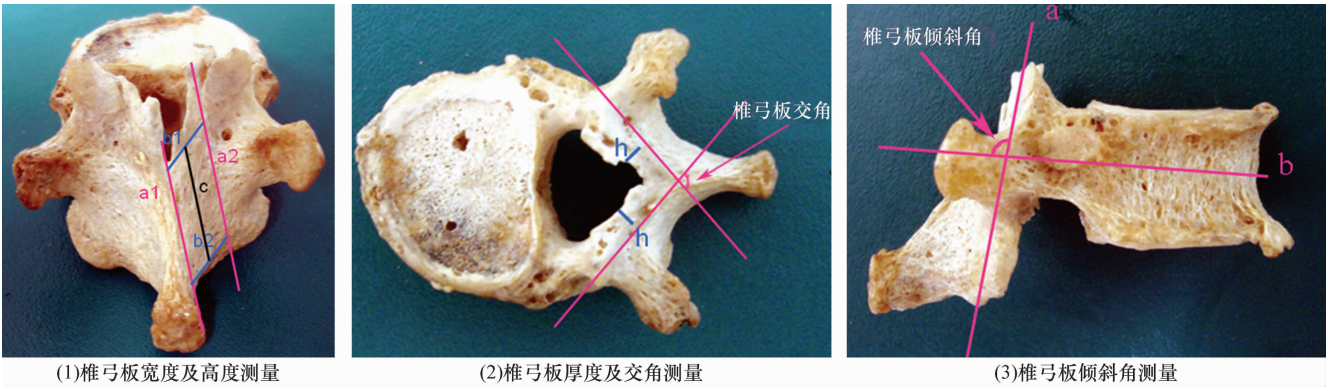 b1
a2
a1
c
b2
(1)椎弓板宽度及高度测量
椎弓板交角
h
h
(2)椎弓板厚度及交角测量
a
椎弓板倾斜角
b
(3)椎弓板倾斜角测量